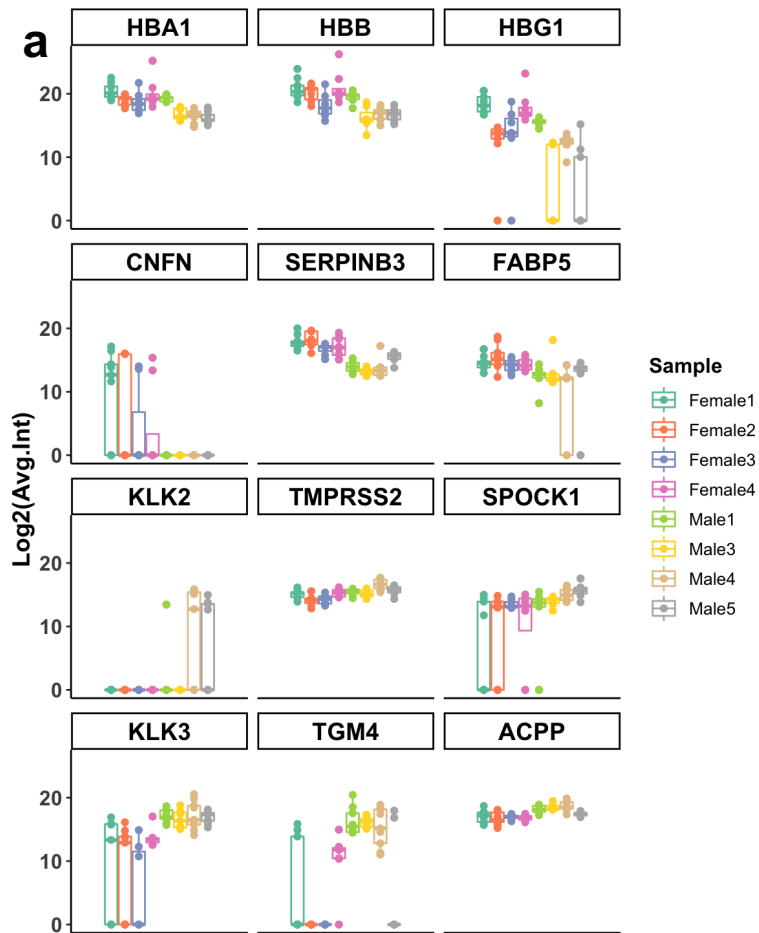 a
HBA1 HBB HBG1
20
10
0
CNFN SERPINB3 FABP5
20
10
0
KLK2 TMPRSS2 SPOCK1
20
10
0
KLK3 TGM4 ACPP
20
10
0
Log2(Avg.Int)
Sample
Female1
Female2
Female3
Female4
Male1
Male3
Male4
Male5